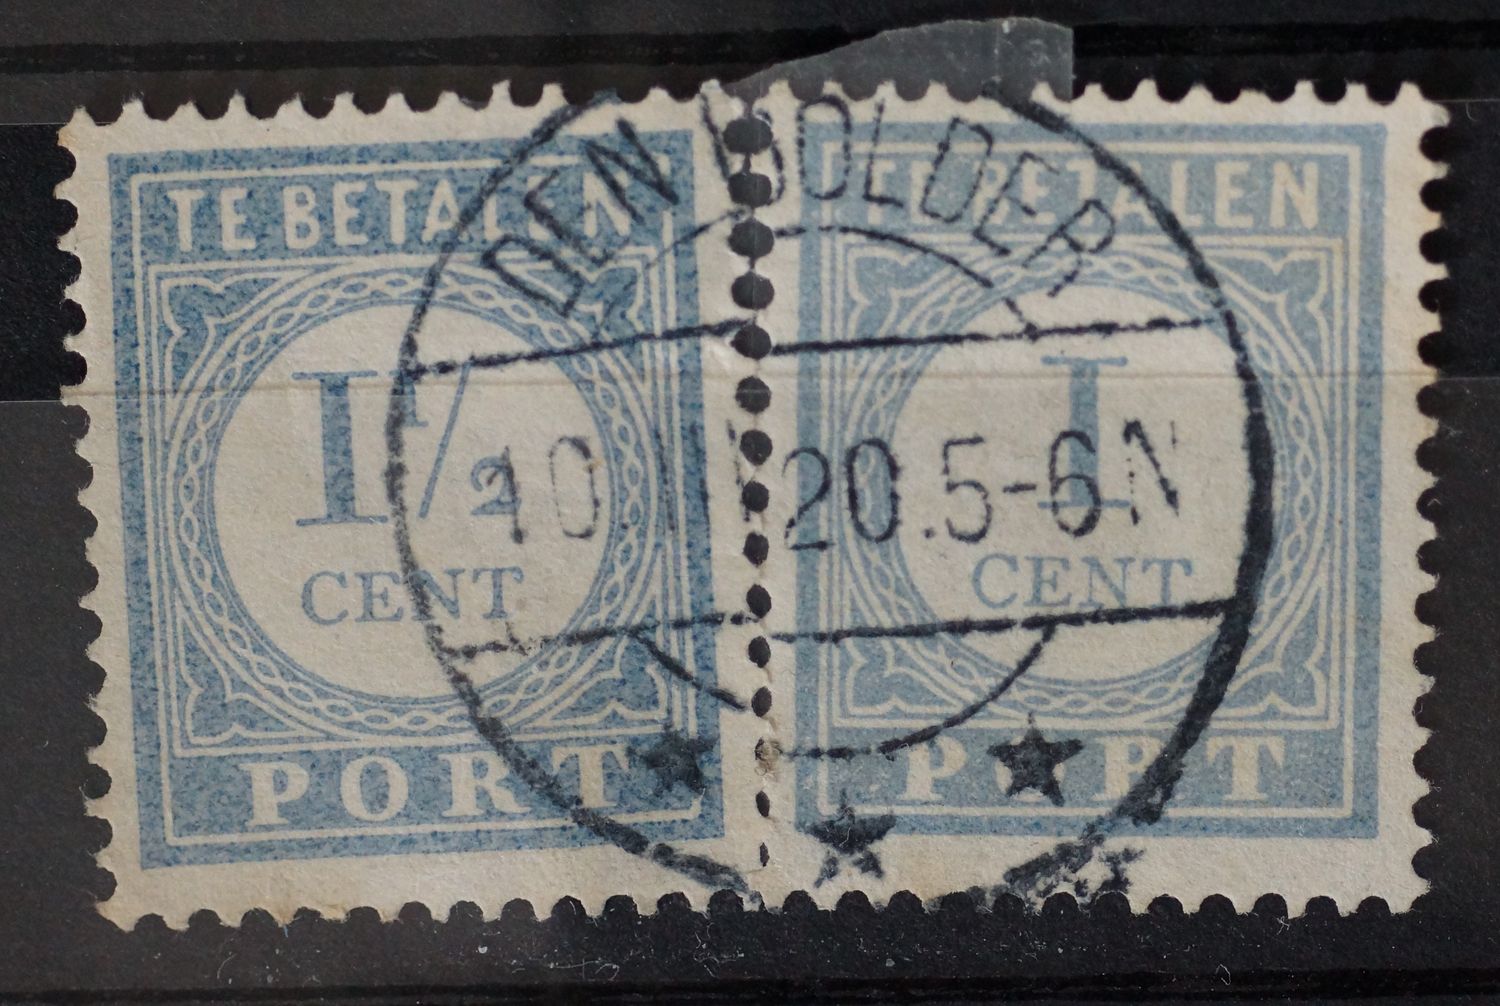 TE BETALEN
1 1/2
CENT
PORT
TE BETALEN
1
CENT
PORT
DEN DOLDER
10. 20.5-6N